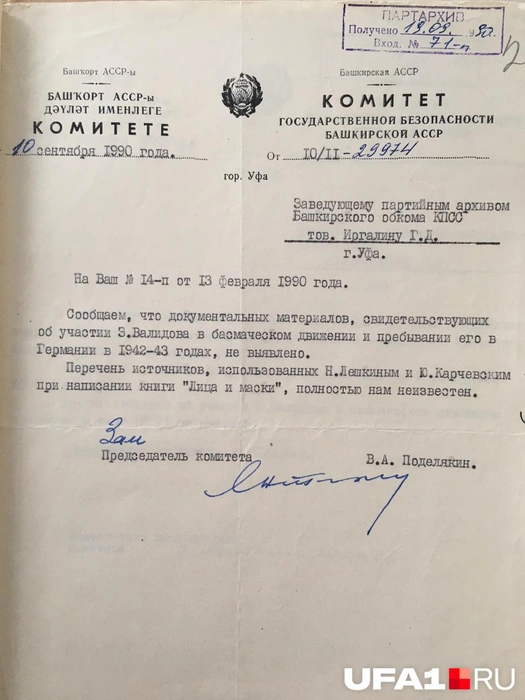 ПАРТАРХИВ
Получено 19.09. 1990г.
Вход. № 71-п
Башҡорт АССР-ы
БАШҠОРТ АССР-ы
ДӘҮЛӘТ ИМЕНЛЕГЕ
КОМИТЕТЕ
10 сентября 1990 года.
Башкирская АССР
КОМИТЕТ
ГОСУДАРСТВЕННОЙ БЕЗОПАСНОСТИ
БАШКИРСКОЙ АССР
От 10/11-29974
гор. Уфа
Заведующему партийным архивом
Башкирского обкома КПСС
тов. Иргалину Г.Д.
г.Уфа.
На Ваш № 14-п от 13 февраля 1990 года.
Сообщаем, что документальных материалов, свидетельствующих
об участии З.Валидова в басмаческом движении и пребывании его в
Германии в 1942-43 годах, не выявлено.
Перечень источников, использованных Н.Лешкиным и Ю.Карчевским
при написании книги "Лица и маски", полностью нам неизвестен.
Зам
Председатель комитета В.А. Поделякин.
UFA1.RU